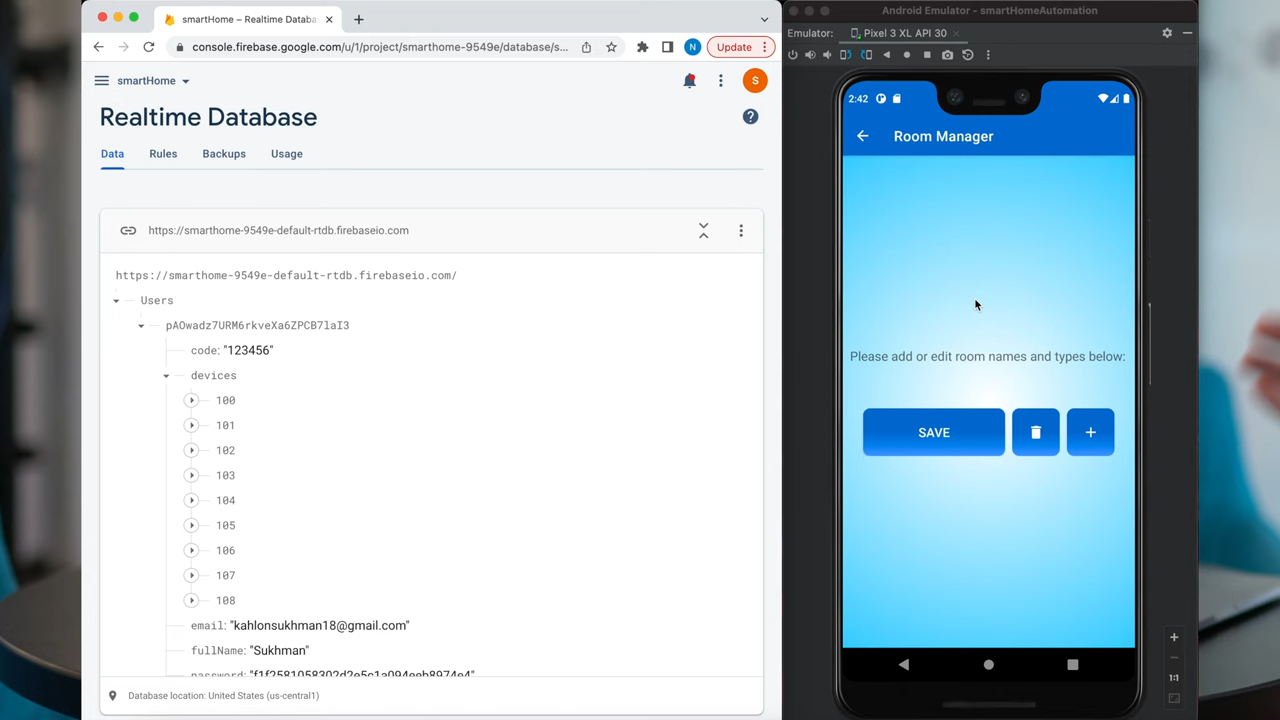 smartHome – Realtime Databa
console.firebase.google.com/u/1/project/smarthome-9549e/database/s...
N
Update
smartHome
S
Realtime Database
Data
Rules
Backups
Usage
https://smarthome-9549e-default-rtdb.firebaseio.com
https://smarthome-9549e-default-rtdb.firebaseio.com/
Users
pAOwadz7URM6rkveXa6ZPCB7laI3
code: "123456"
devices
100
101
102
103
104
105
106
107
108
email: "kahlonsukhman18@gmail.com"
fullName: "Sukhman"
password: "f1f2581058302d2e5c1a094eeb8974e4"
Database location: United States (us-central1)
Android Emulator - smartHomeAutomation
Emulator:
Pixel 3 XL API 30
2:42
Room Manager
Please add or edit room names and types below:
SAVE
+
1:1